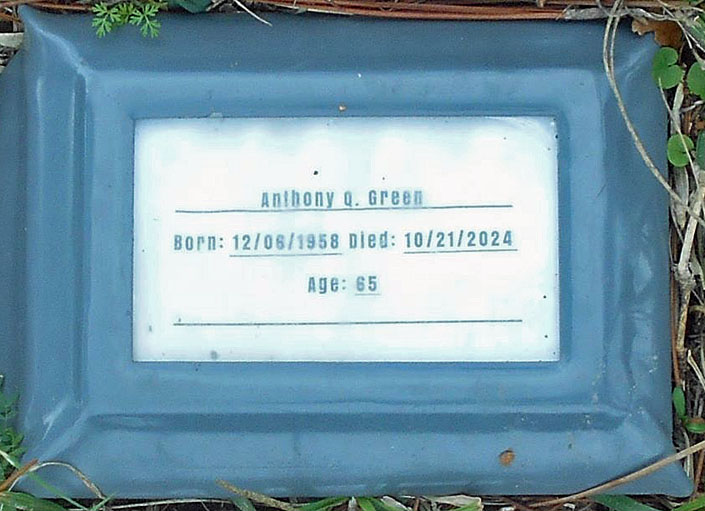 Anthony Q. Green
Born: 12/06/1958 Died: 10/21/2024
Age: 65